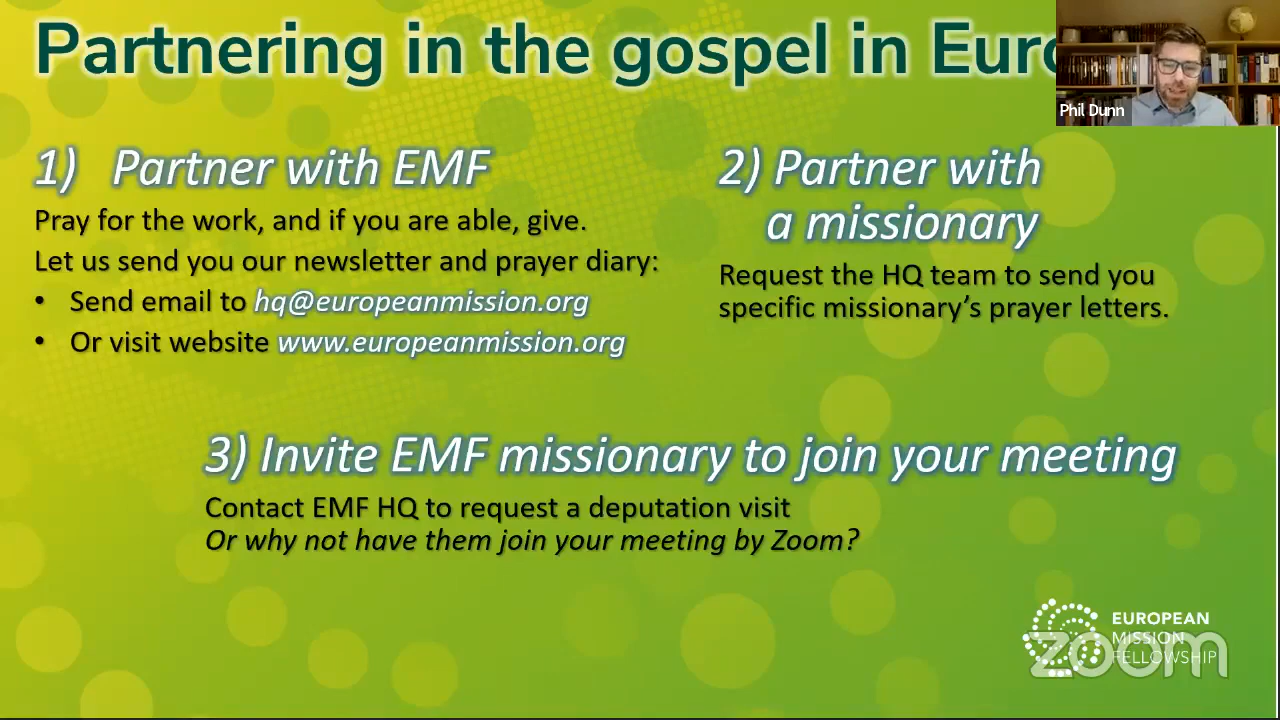 Partnering in the gospel in Euro
Phil Dunn
1) Partner with EMF
Pray for the work, and if you are able, give.
Let us send you our newsletter and prayer diary:
• Send email to hq@europeanmission.org
• Or visit website www.europeanmission.org
2) Partner with
a missionary
Request the HQ team to send you
specific missionary's prayer letters.
3) Invite EMF missionary to join your meeting
Contact EMF HQ to request a deputation visit
Or why not have them join your meeting by Zoom?
EUROPEAN
MISSION
FELLOWSHIP
zoom